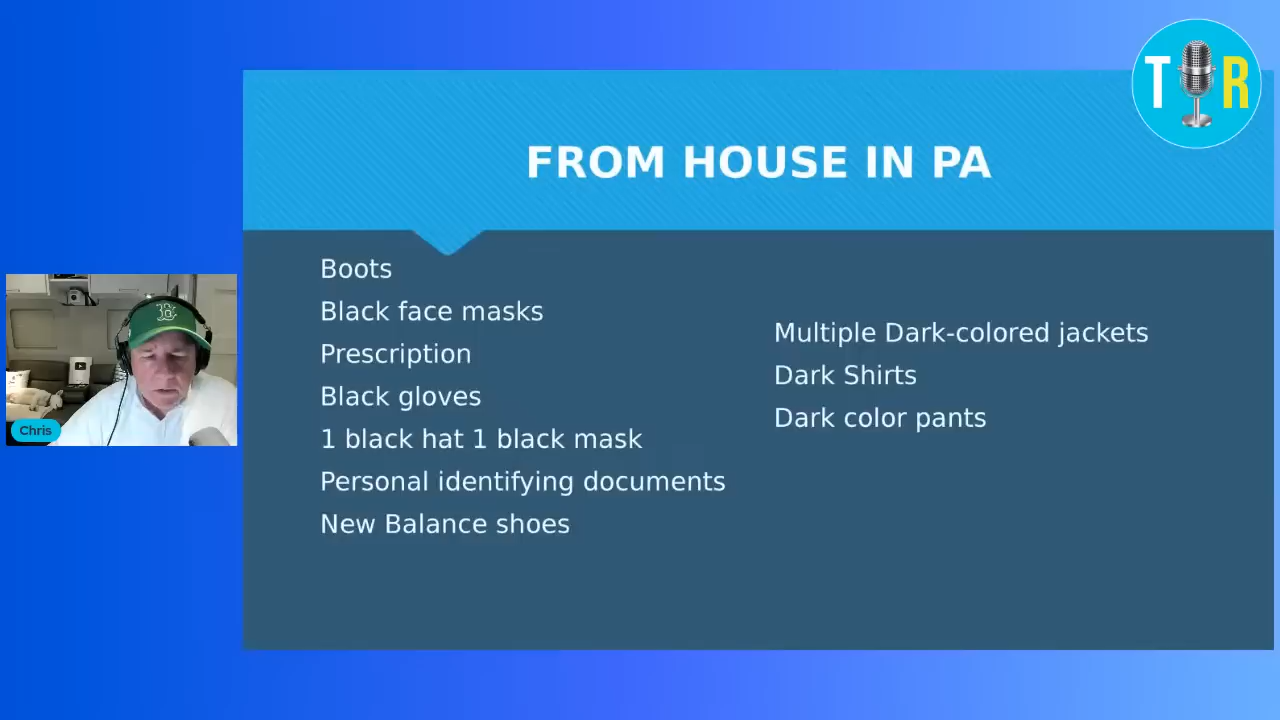 T R
FROM HOUSE IN PA
Boots
Black face masks
Prescription
Black gloves
1 black hat 1 black mask
Personal identifying documents
New Balance shoes
Multiple Dark-colored jackets
Dark Shirts
Dark color pants
B
Chris